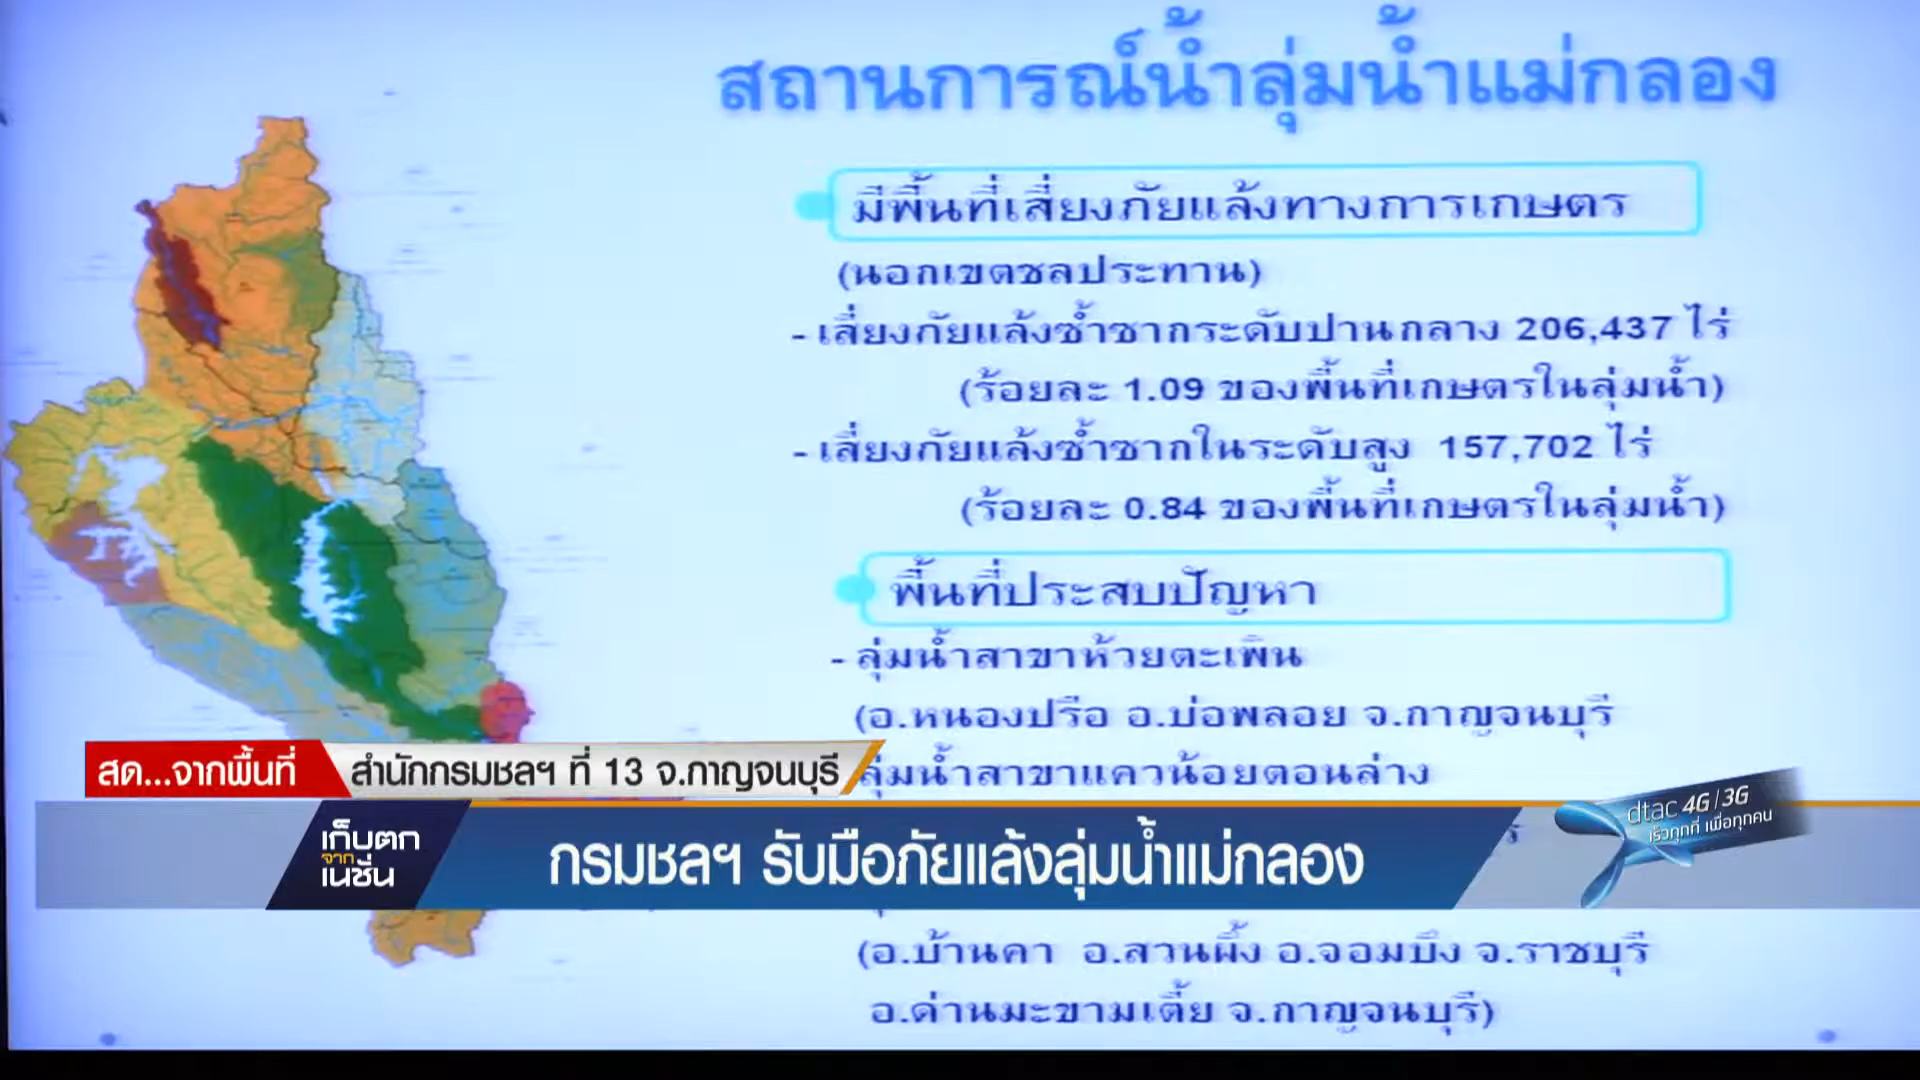 สถานการณ์น้ำลุ่มน้ำแม่กลอง
มีพื้นที่เสี่ยงภัยแล้งทางการเกษตร
(นอกเขตชลประทาน)
- เสี่ยงภัยแล้งซ้ำซากระดับปานกลาง 206,437 ไร่
(ร้อยละ 1.09 ของพื้นที่เกษตรในลุ่มน้ำ)
- เสี่ยงภัยแล้งซ้ำซากในระดับสูง 157,702 ไร่
(ร้อยละ 0.84 ของพื้นที่เกษตรในลุ่มน้ำ)
พื้นที่ประสบปัญหา
- ลุ่มน้ำสาขาห้วยตะเพิน
(อ.หนองปรือ อ.บ่อพลอย จ.กาญจนบุรี
ลุ่มน้ำสาขาแควน้อยตอนล่าง
สด...จากพื้นที่
สำนักกรมชลฯ ที่ 13 จ.กาญจนบุรี
เก็บตก
จาก
เนชั่น
กรมชลฯ รับมือภัยแล้งลุ่มน้ำแม่กลอง
dtac 4G/3G
เร็วทุกที่ เพื่อทุกคน
(อ.บ้านคา อ.สวนผึ้ง อ.จอมบึง จ.ราชบุรี
อ.ด่านมะขามเตี้ย จ.กาญจนบุรี)